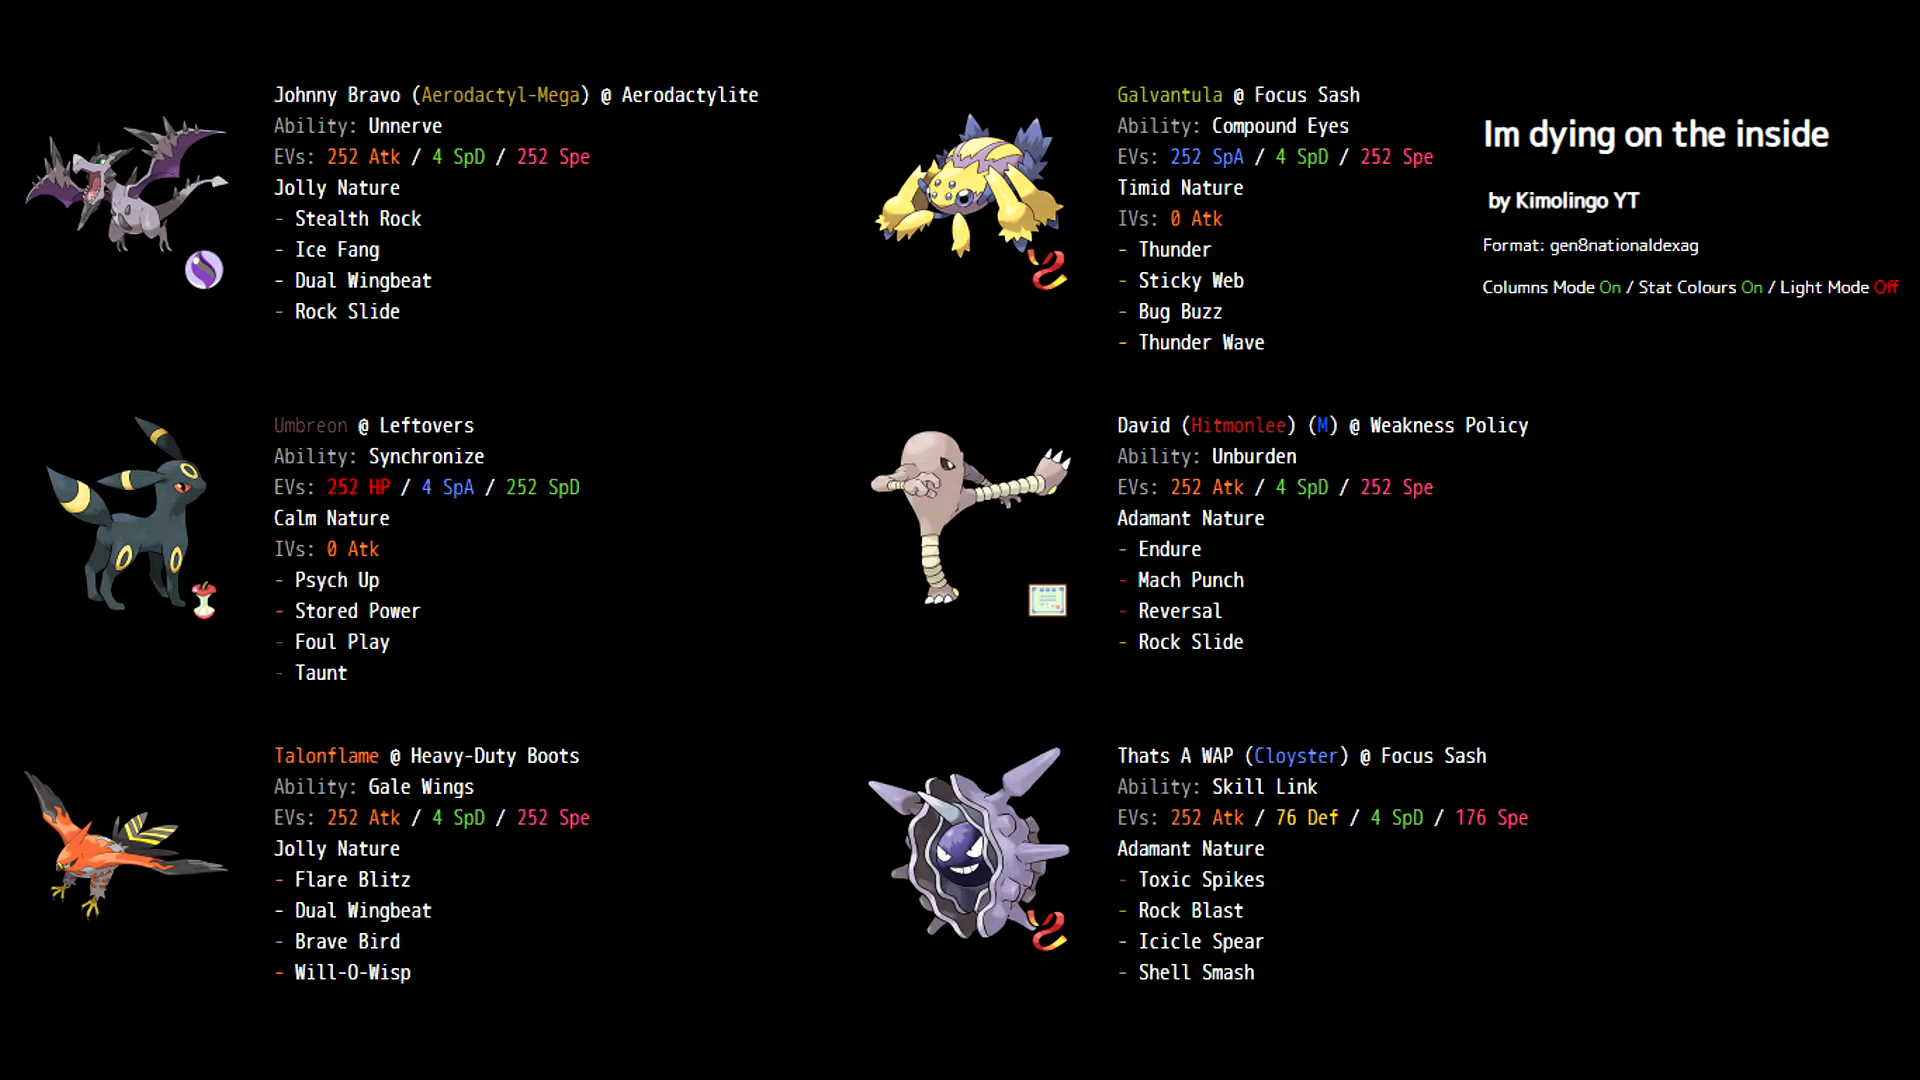 Johnny Bravo (Aerodactyl-Mega) @ Aerodactylite
Ability: Unnerve
EVs: 252 Atk / 4 SpD / 252 Spe
Jolly Nature
- Stealth Rock
- Ice Fang
- Dual Wingbeat
- Rock Slide
Galvantula @ Focus Sash
Ability: Compound Eyes
EVs: 252 SpA / 4 SpD / 252 Spe
Timid Nature
IVs: 0 Atk
- Thunder
- Sticky Web
- Bug Buzz
- Thunder Wave
Im dying on the inside
by Kimolingo YT
Format: gen8nationaldexag
Columns Mode On / Stat Colours On / Light Mode Off
Umbreon @ Leftovers
Ability: Synchronize
EVs: 252 HP / 4 SpA / 252 SpD
Calm Nature
IVs: 0 Atk
- Psych Up
- Stored Power
- Foul Play
- Taunt
David (Hitmonlee) (M) @ Weakness Policy
Ability: Unburden
EVs: 252 Atk / 4 SpD / 252 Spe
Adamant Nature
- Endure
- Mach Punch
- Reversal
- Rock Slide
Talonflame @ Heavy-Duty Boots
Ability: Gale Wings
EVs: 252 Atk / 4 SpD / 252 Spe
Jolly Nature
- Flare Blitz
- Dual Wingbeat
- Brave Bird
- Will-O-Wisp
Thats A WAP (Cloyster) @ Focus Sash
Ability: Skill Link
EVs: 252 Atk / 76 Def / 4 SpD / 176 Spe
Adamant Nature
- Toxic Spikes
- Rock Blast
- Icicle Spear
- Shell Smash